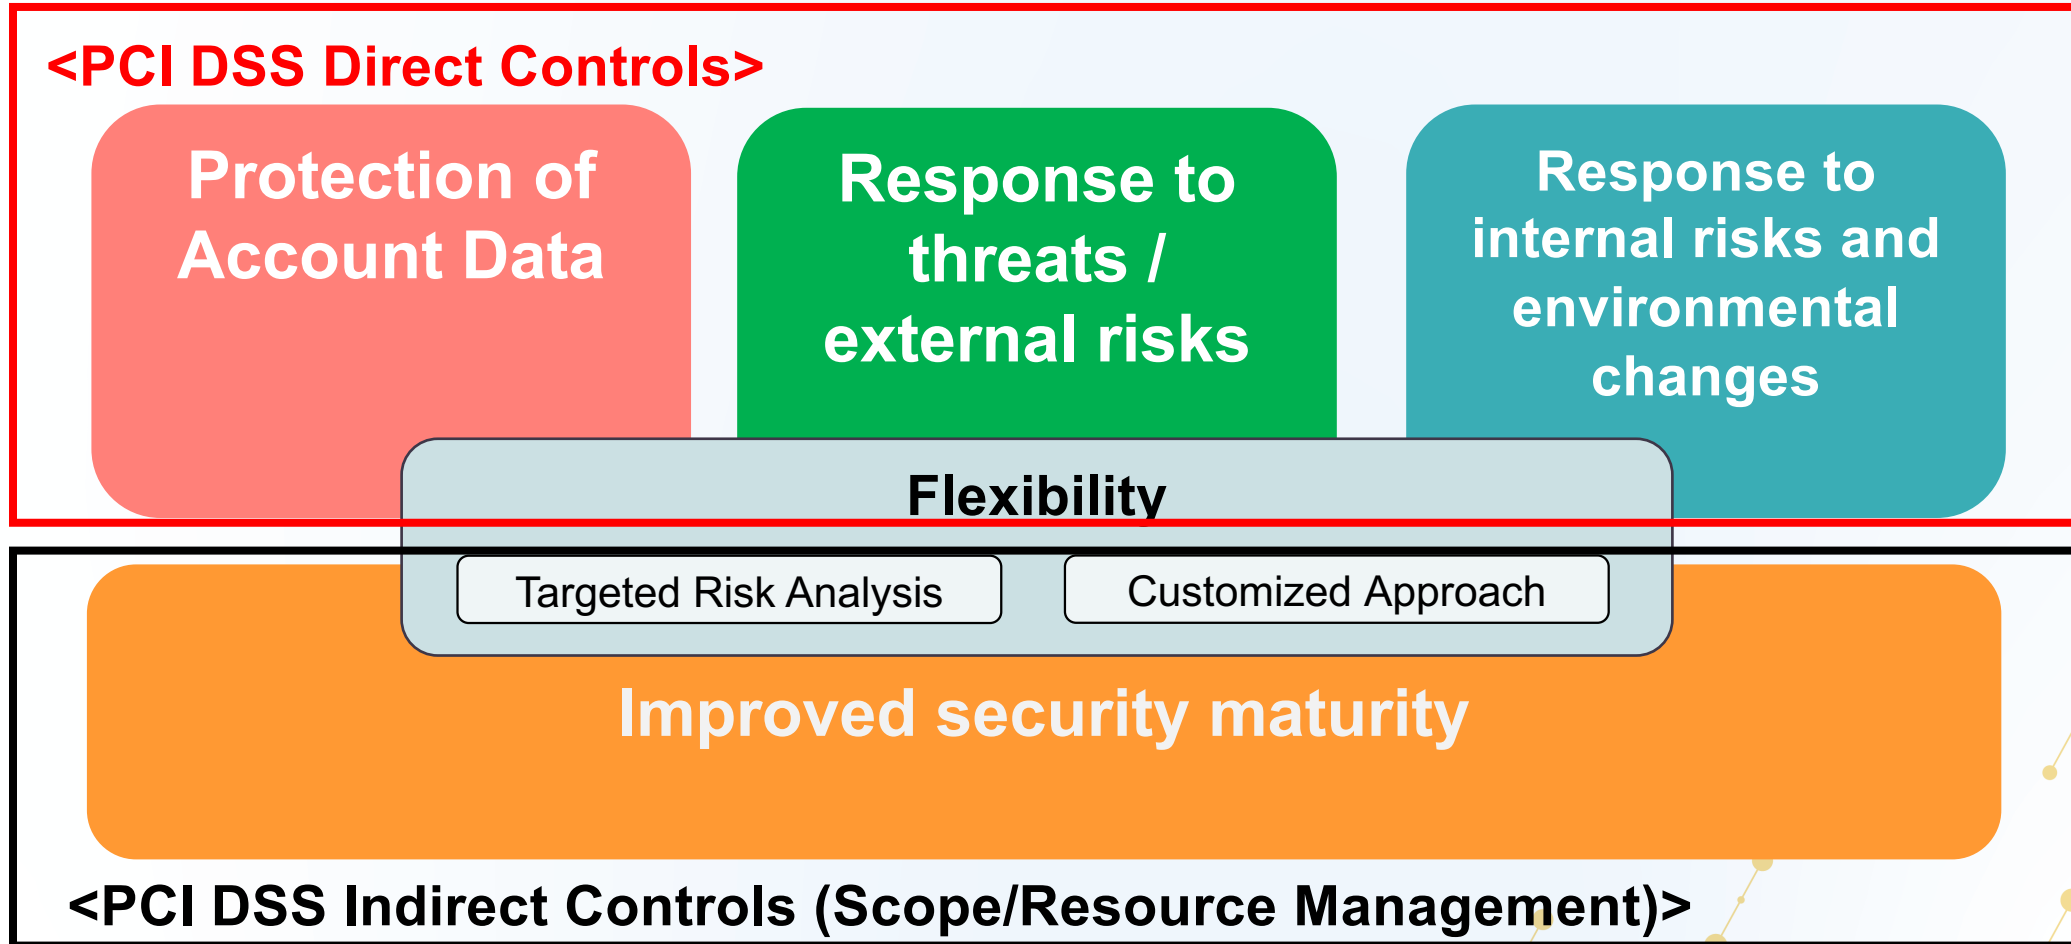 <PCI DSS Direct Controls>
Protection of
Account Data
Response to
threats /
external risks
Response to
internal risks and
environmental
changes
Flexibility
Targeted Risk Analysis
Customized Approach
Improved security maturity
<PCI DSS Indirect Controls (Scope/Resource Management)>